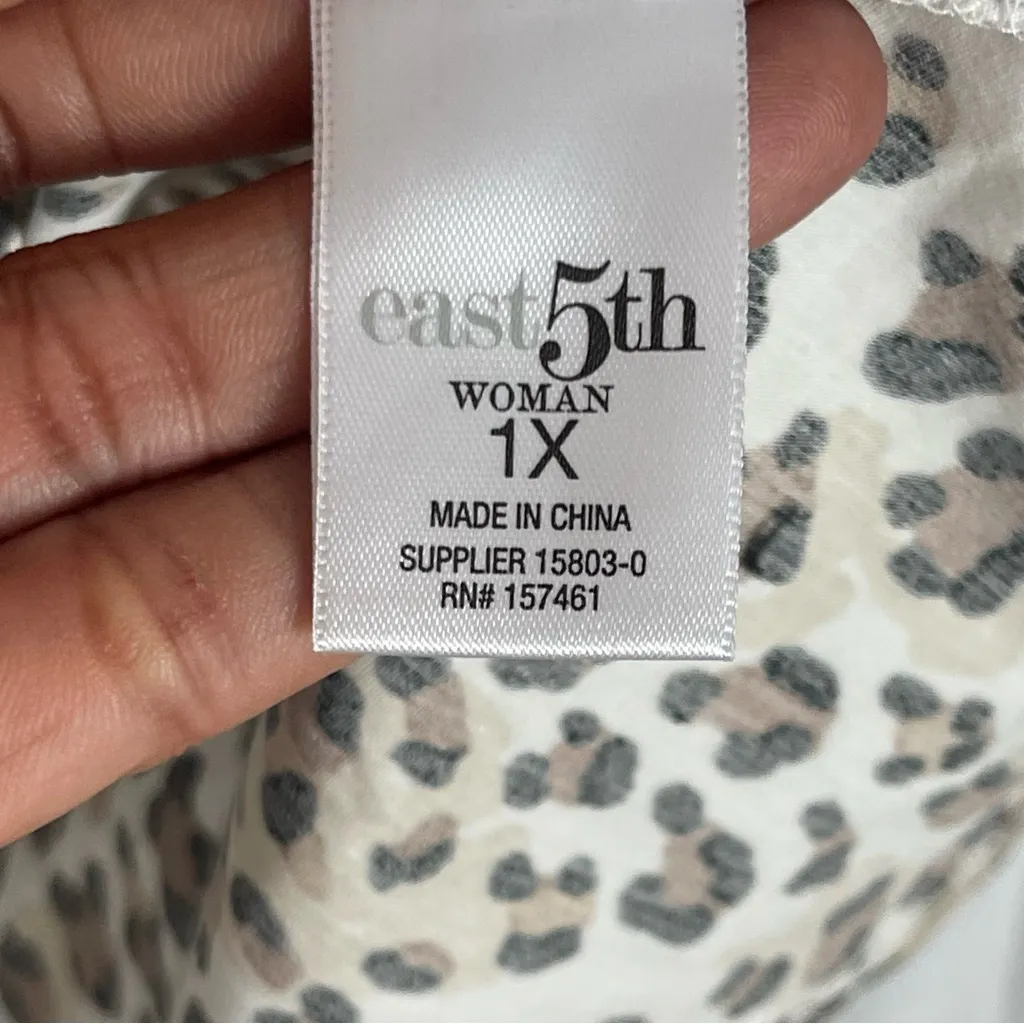 east5th
WOMAN
1X
MADE IN CHINA
SUPPLIER 15803-0
RN# 157461